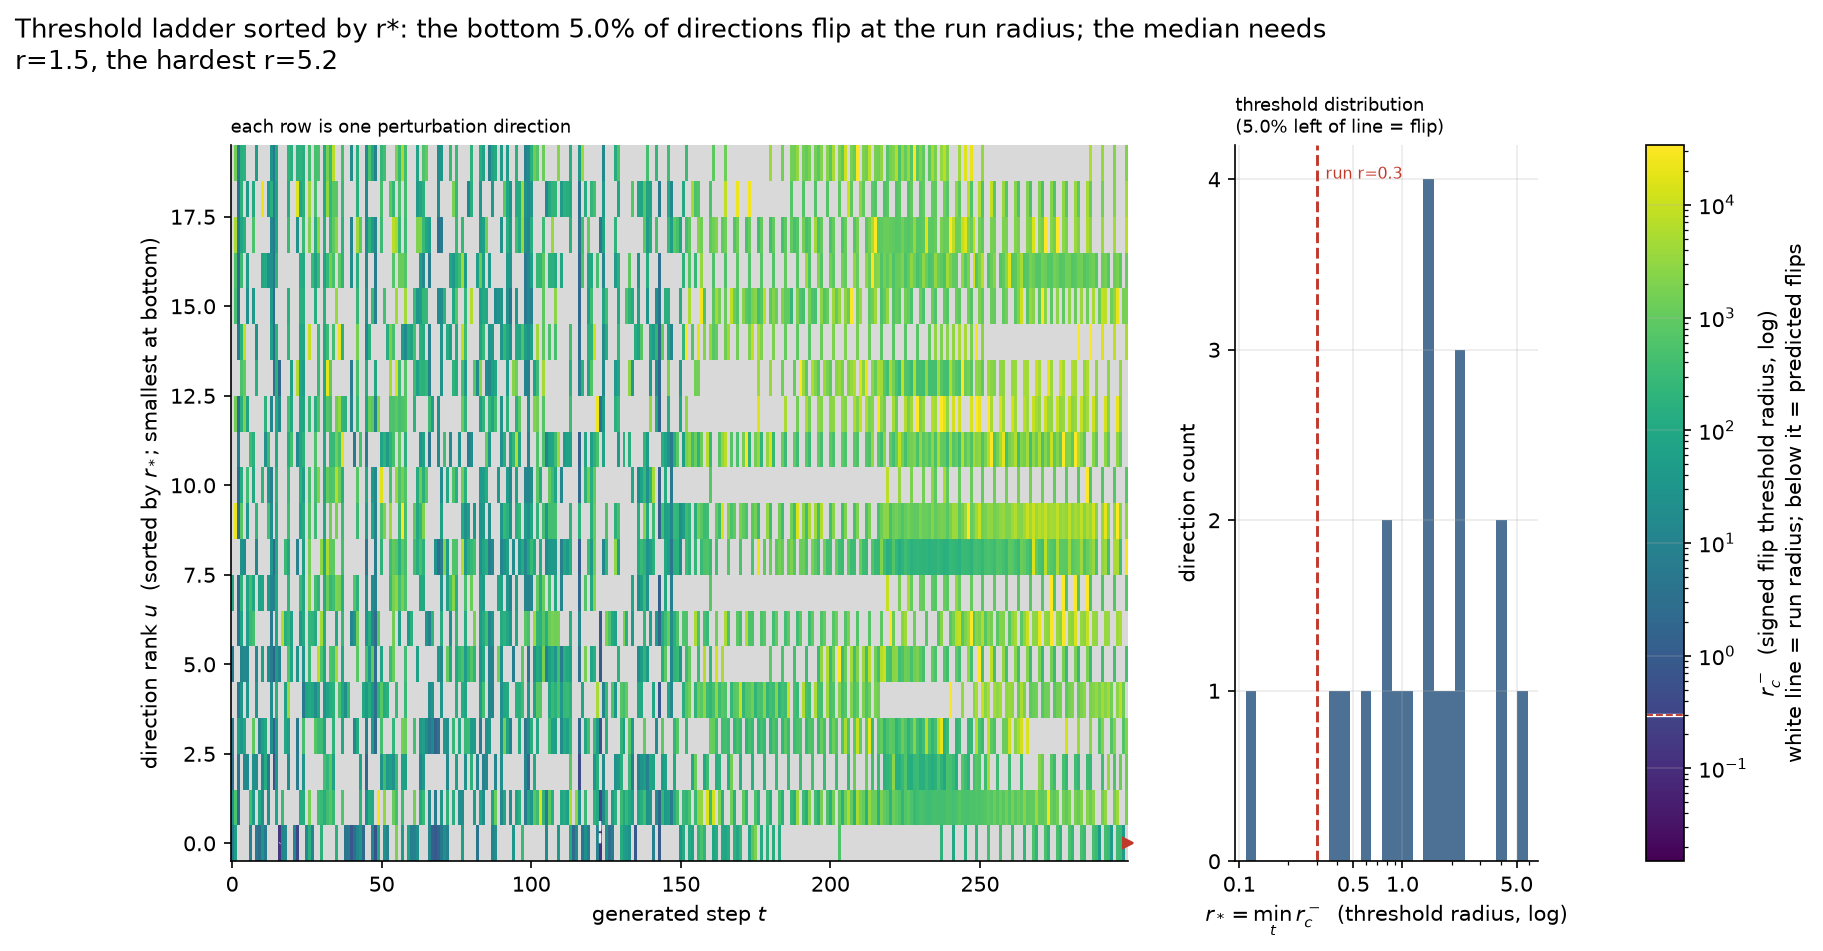 Threshold ladder sorted by r*: the bottom 5.0% of directions flip at the run radius; the median needs
r=1.5, the hardest r=5.2
each row is one perturbation direction
direction rank u (sorted by r*; smallest at bottom)
17.5
15.0
12.5
10.0
7.5
5.0
2.5
0.0
0 50 100 150 200 250
generated step t
threshold distribution
(5.0% left of line = flip)
run r=0.3
direction count
4
3
2
1
0
0.1 0.5 1.0 5.0
r* = min_t r_c^- (threshold radius, log)
10^4
10^3
10^2
10^1
10^0
10^-1
r_c^- (signed flip threshold radius, log)
white line = run radius; below it = predicted flips